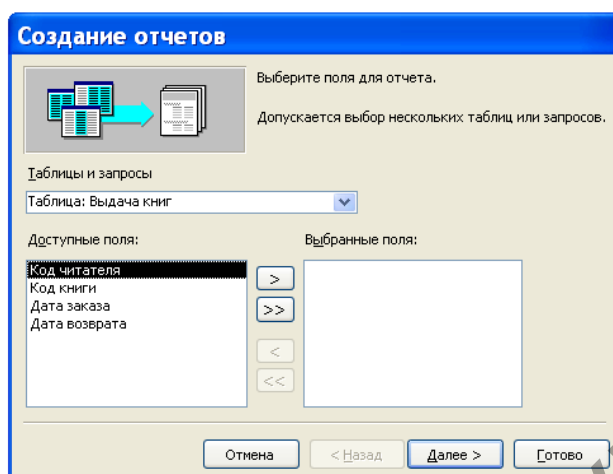 Создание отчетов
Выберите поля для отчета.
Допускается выбор нескольких таблиц или запросов.
Таблицы и запросы
Таблица: Выдача книг
Доступные поля:
Выбранные поля:
Код читателя
Код книги
Дата заказа
Дата возврата
>
>>
<
<<
Отмена
< Назад
Далее >
Готово